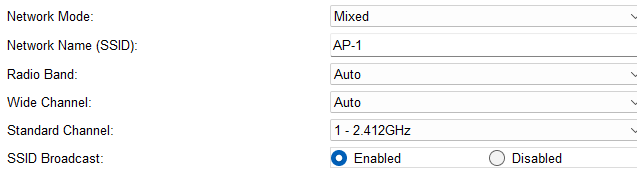 Network Mode: Mixed
Network Name (SSID): AP-1
Radio Band: Auto
Wide Channel: Auto
Standard Channel: 1 - 2.412GHz
SSID Broadcast: Enabled Disabled